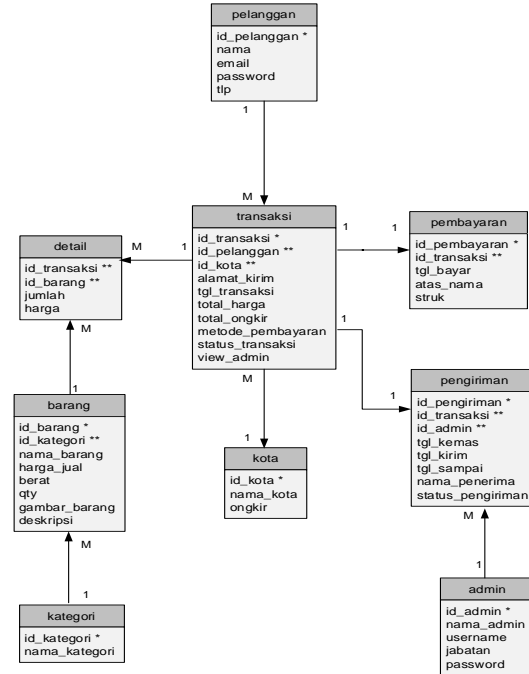 pelanggan
id_pelanggan *
nama
email
password
tlp
1
M
transaksi
id_transaksi *
id_pelanggan **
id_kota **
alamat_kirim
tgl_transaksi
total_harga
total_ongkir
metode_pembayaran
status_transaksi
view_admin
M
1
detail
id_transaksi **
id_barang **
jumlah
harga
1
1
pembayaran
id_pembayaran *
id_transaksi **
tgl_bayar
atas_nama
struk
1
1
pengiriman
id_pengiriman *
id_transaksi **
id_admin **
tgl_kemas
tgl_kirim
tgl_sampai
nama_penerima
status_pengiriman
M
1
barang
id_barang *
id_kategori **
nama_barang
harga_jual
berat
qty
gambar_barang
deskripsi
M
1
kota
id_kota *
nama_kota
ongkir
M
1
kategori
id_kategori *
nama_kategori
M
1
admin
id_admin *
nama_admin
username
jabatan
password